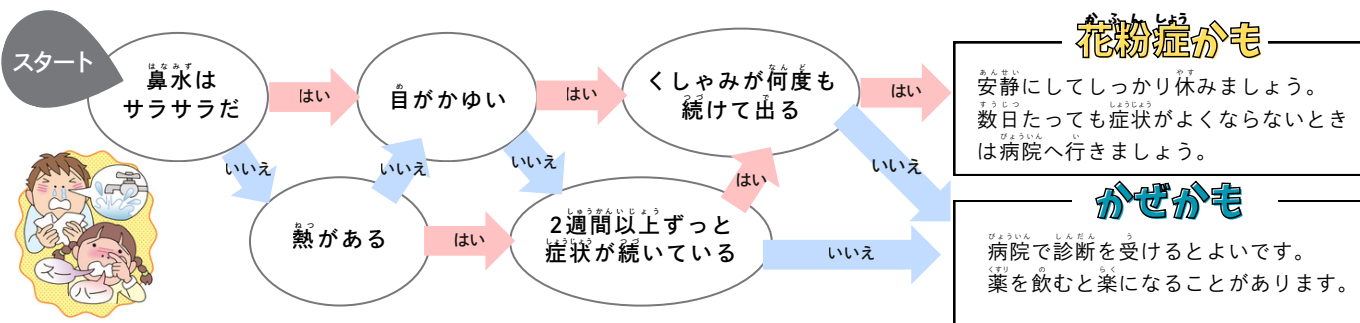 スタート
鼻水は
サラサラだ
はい
いいえ
目がかゆい
はい
いいえ
くしゃみが何度も
続けて出る
はい
いいえ
熱がある
いいえ
はい
2週間以上ずっと
症状が続いている
はい
いいえ
花粉症かも
安静にしてしっかり休みましょう。
数日たっても症状がよくならないとき
は病院へ行きましょう。
かぜかも
病院で診断を受けるとよいです。
薬を飲むと楽になることがあります。
スー
ハー